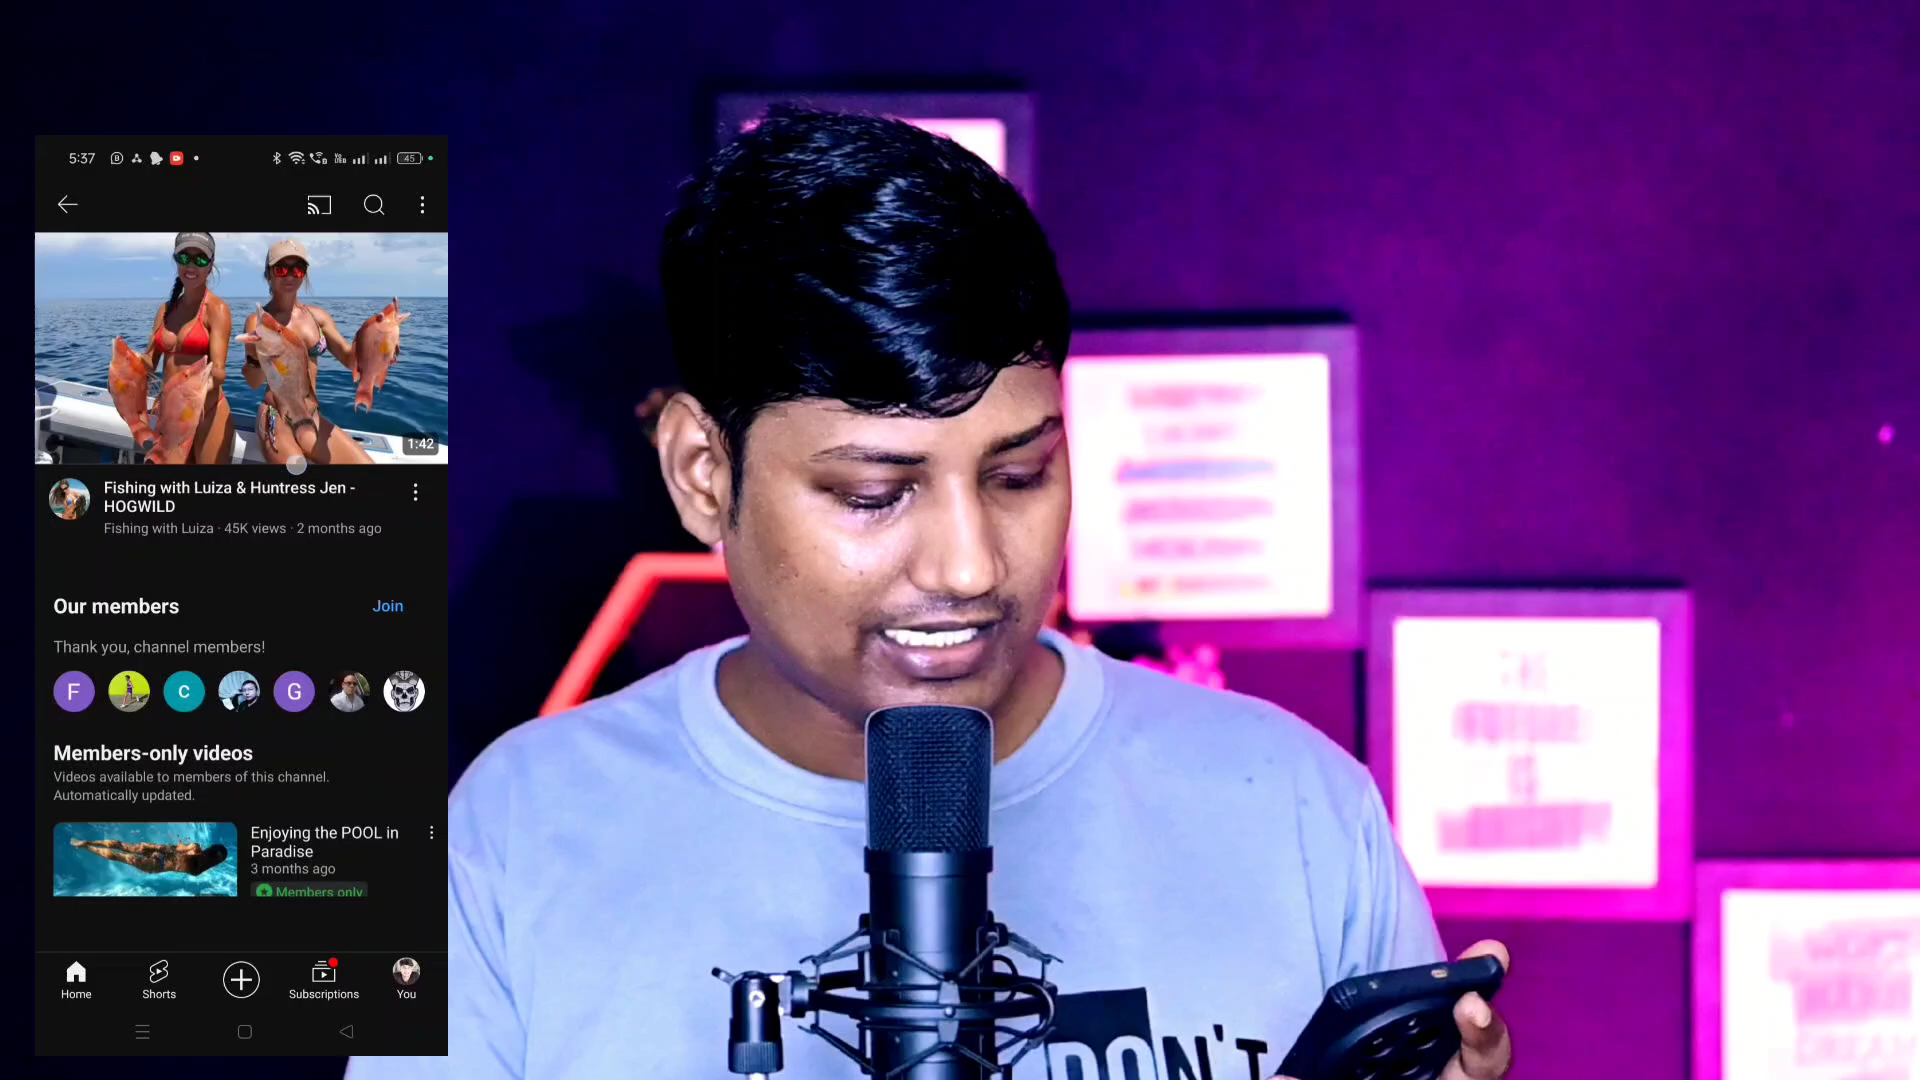 5:37
45
1:42
Fishing with Luiza & Huntress Jen -
HOGWILD
Fishing with Luiza · 45K views · 2 months ago
Our members
Join
Thank you, channel members!
F
C
G
Members-only videos
Videos available to members of this channel.
Automatically updated.
Enjoying the POOL in
Paradise
3 months ago
Members only
Home
Shorts
Subscriptions
You
DON'T